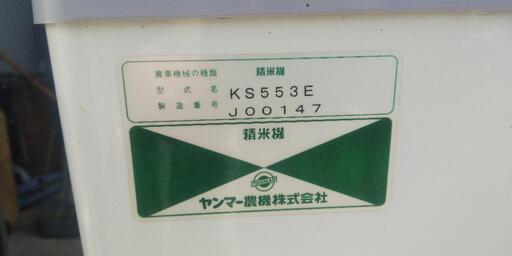 農業機械の種類 精米機
型式名 KS553E
製造番号 J00147
精米機
YANMAR
ヤンマー農機株式会社